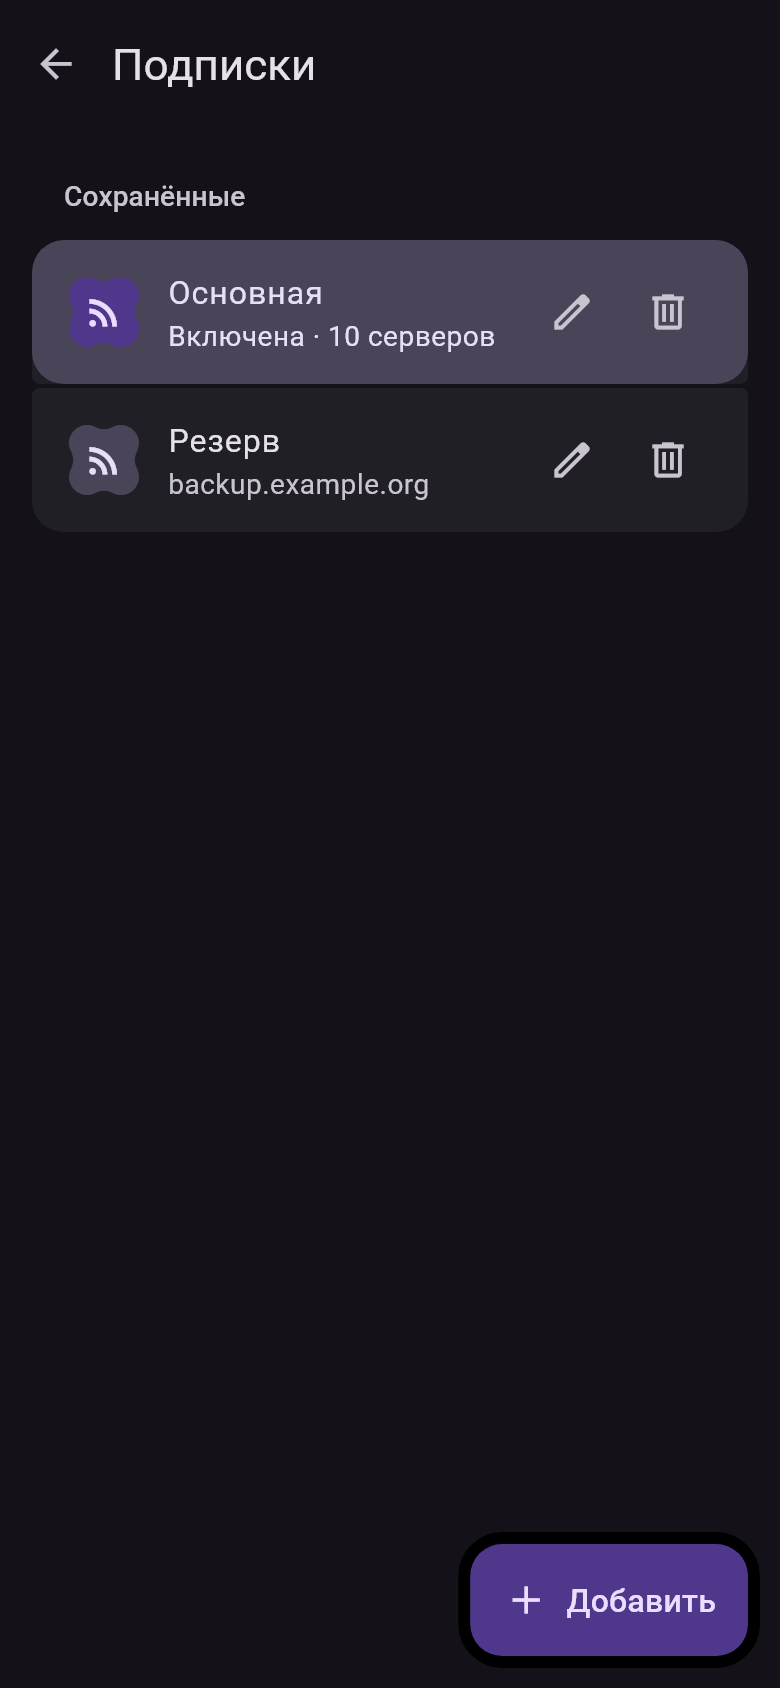 Подписки
Сохранённые
Основная
Включена · 10 серверов
Резерв
backup.example.org
Добавить